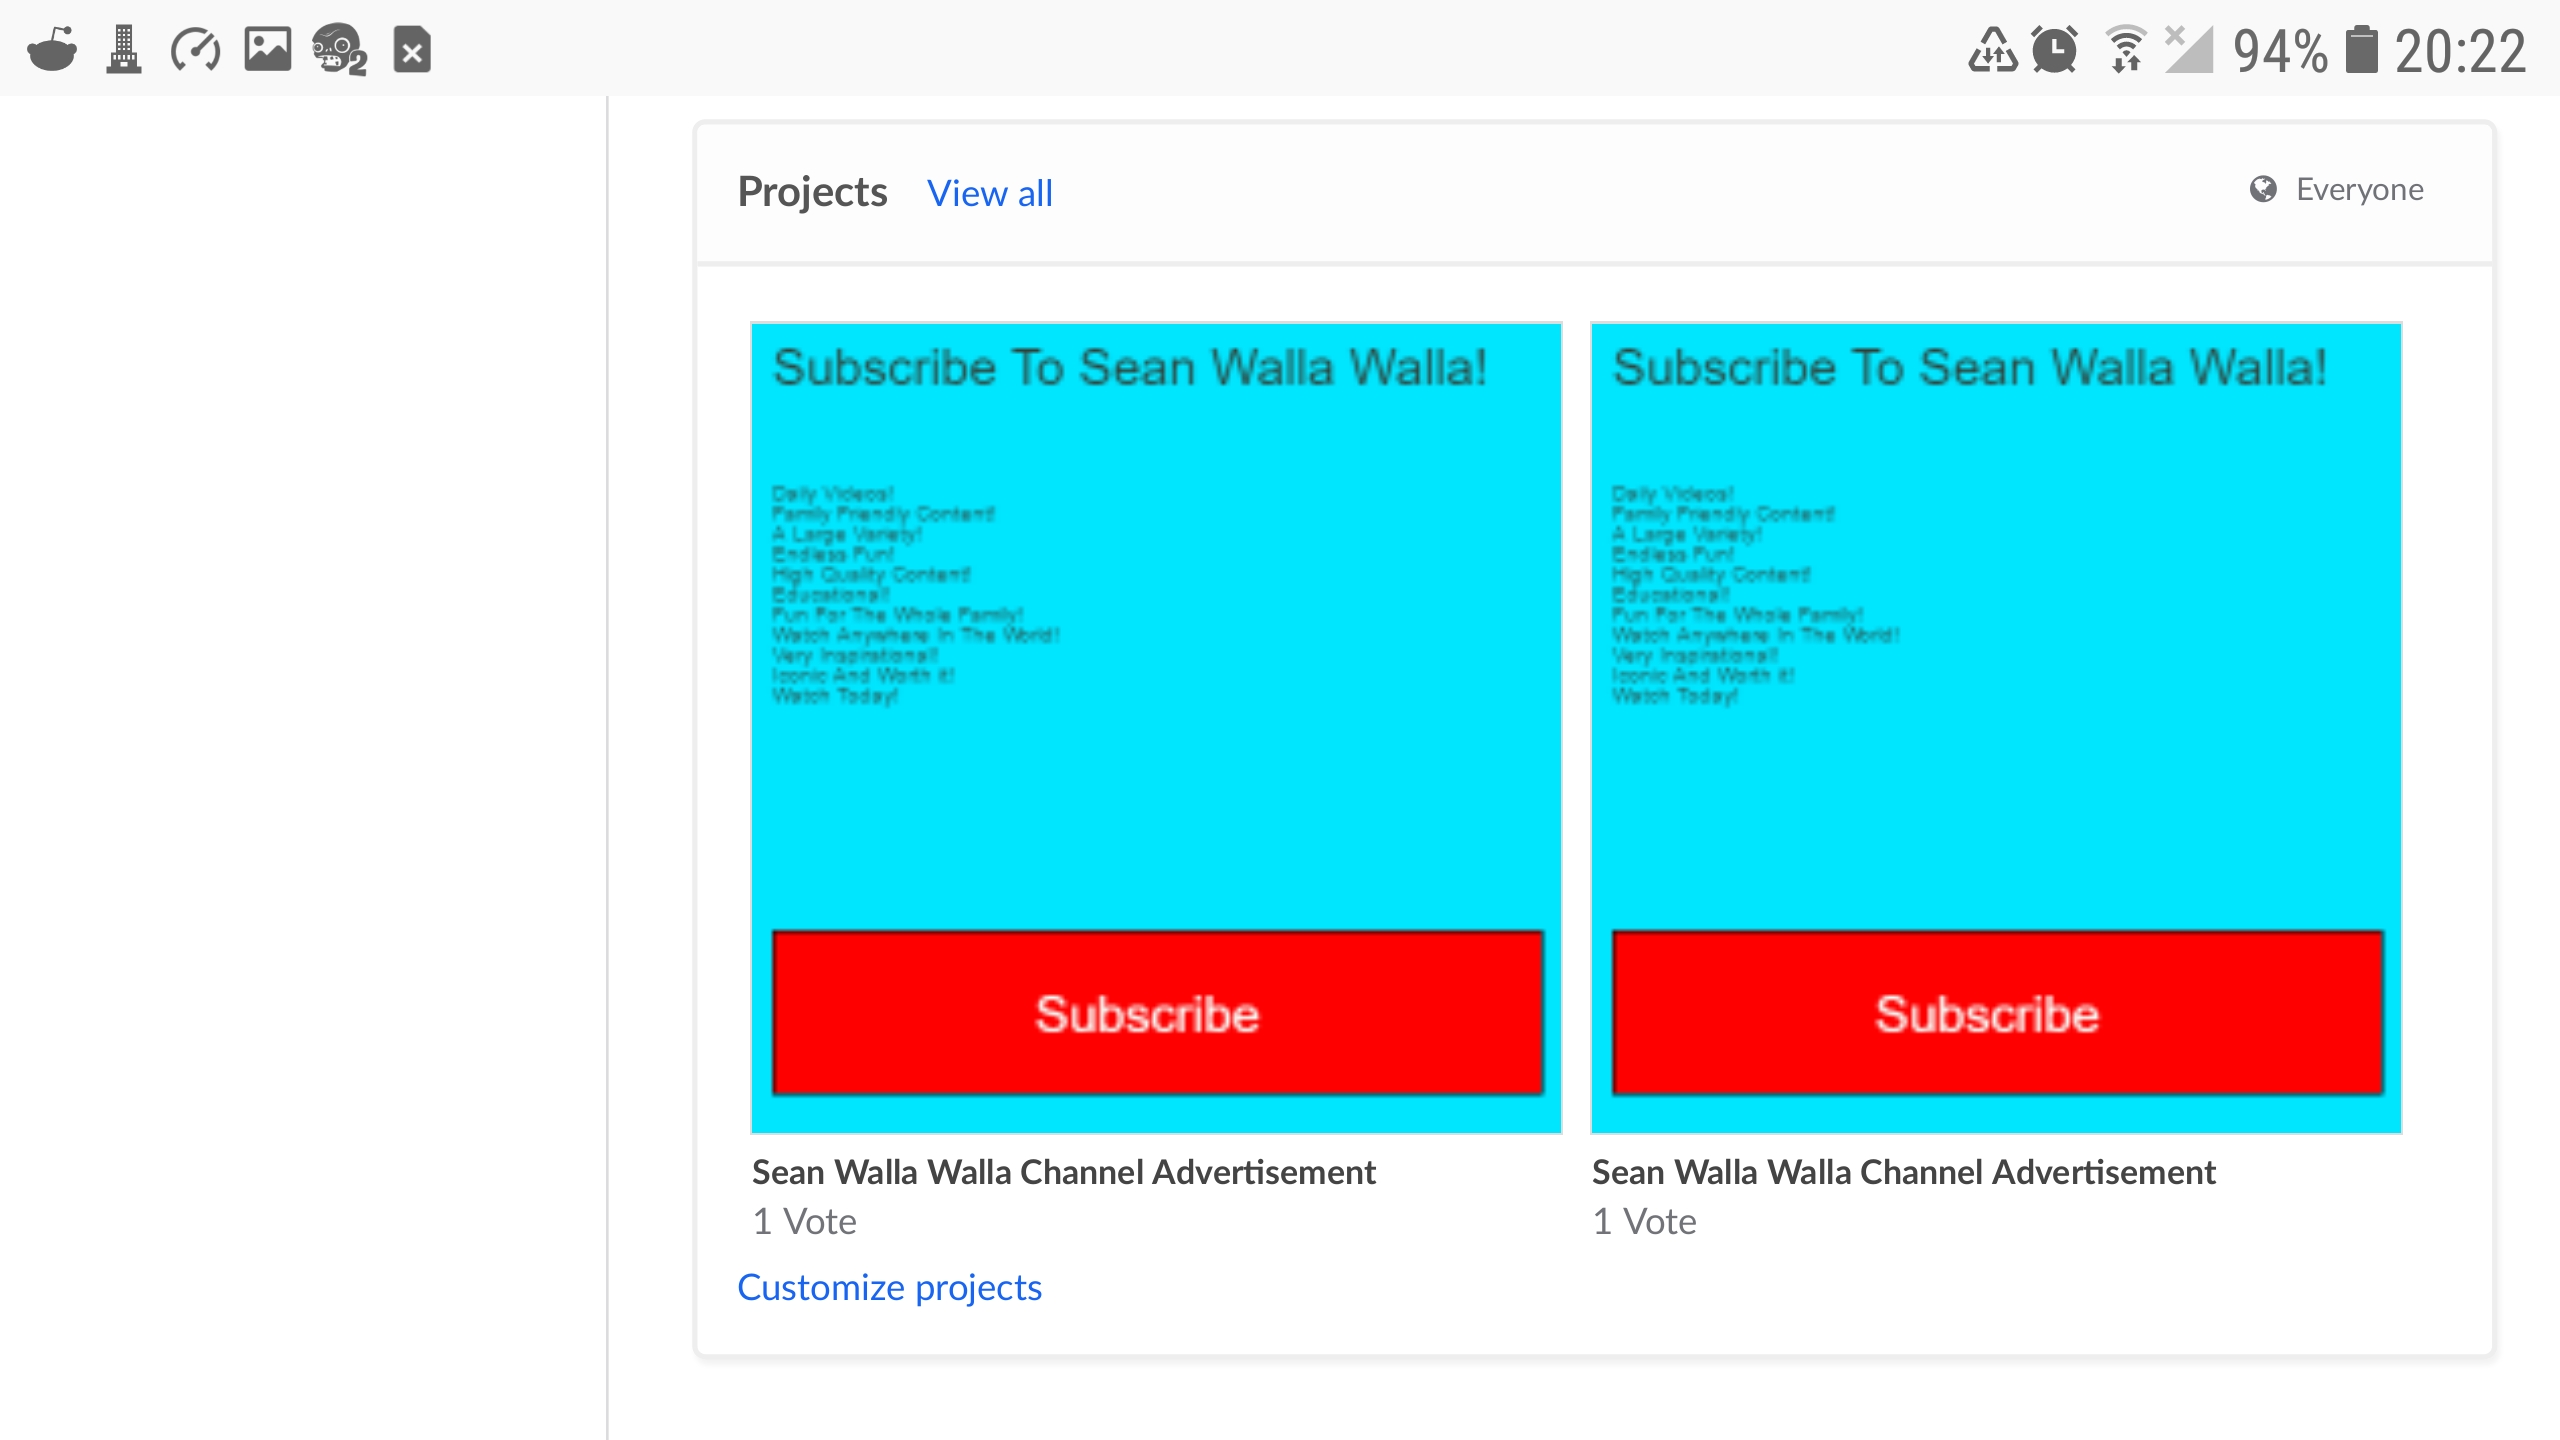 94% 20:22
Projects View all
Everyone
Subscribe To Sean Walla Walla!
Daily Videos!
Family Friendly Content!
A Large Variety!
Endless Fun!
High Quality Content!
Educational!
Fun For The Whole Family!
Watch Anywhere In The World!
Very Inspirational!
Iconic And Worth it!
Watch Today!
Subscribe
Sean Walla Walla Channel Advertisement
1 Vote
Subscribe To Sean Walla Walla!
Daily Videos!
Family Friendly Content!
A Large Variety!
Endless Fun!
High Quality Content!
Educational!
Fun For The Whole Family!
Watch Anywhere In The World!
Very Inspirational!
Iconic And Worth it!
Watch Today!
Subscribe
Sean Walla Walla Channel Advertisement
1 Vote
Customize projects